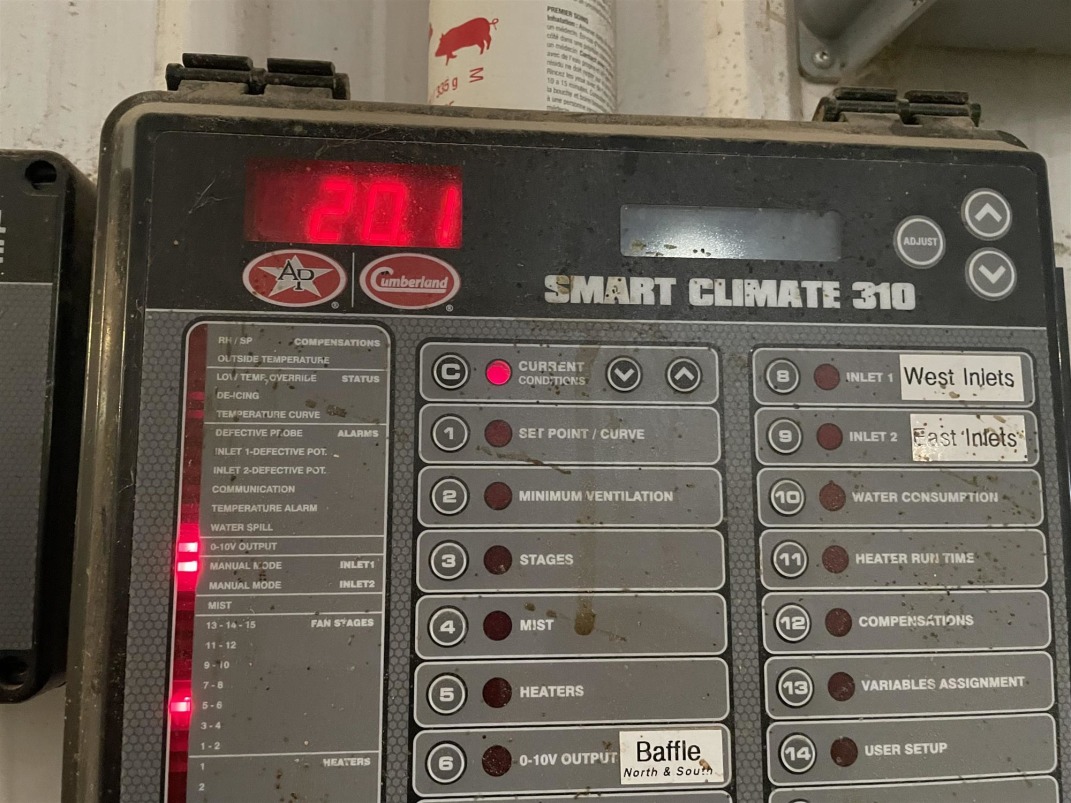 PREMIER SOINS
335 g
20.1
AP
Cumberland
SMART CLIMATE 310
ADJUST
RH / SP COMPENSATIONS
OUTSIDE TEMPERATURE
LOW TEMP. OVERRIDE STATUS
DE-ICING
TEMPERATURE CURVE
DEFECTIVE PROBE ALARMS
INLET 1-DEFECTIVE POT.
INLET 2-DEFECTIVE POT.
COMMUNICATION
TEMPERATURE ALARM
WATER SPILL
0-10V OUTPUT
MANUAL MODE INLET1
MANUAL MODE INLET2
MIST
13 - 14 - 15 FAN STAGES
11 - 12
9 - 10
7 - 8
5 - 6
3 - 4
1 - 2
1 HEATERS
2
C CURRENT CONDITIONS
1 SET POINT / CURVE
2 MINIMUM VENTILATION
3 STAGES
4 MIST
5 HEATERS
6 0-10V OUTPUT Baffle
North & South
8 INLET 1 West Inlets
9 INLET 2 East Inlets
10 WATER CONSUMPTION
11 HEATER RUN TIME
12 COMPENSATIONS
13 VARIABLES ASSIGNMENT
14 USER SETUP